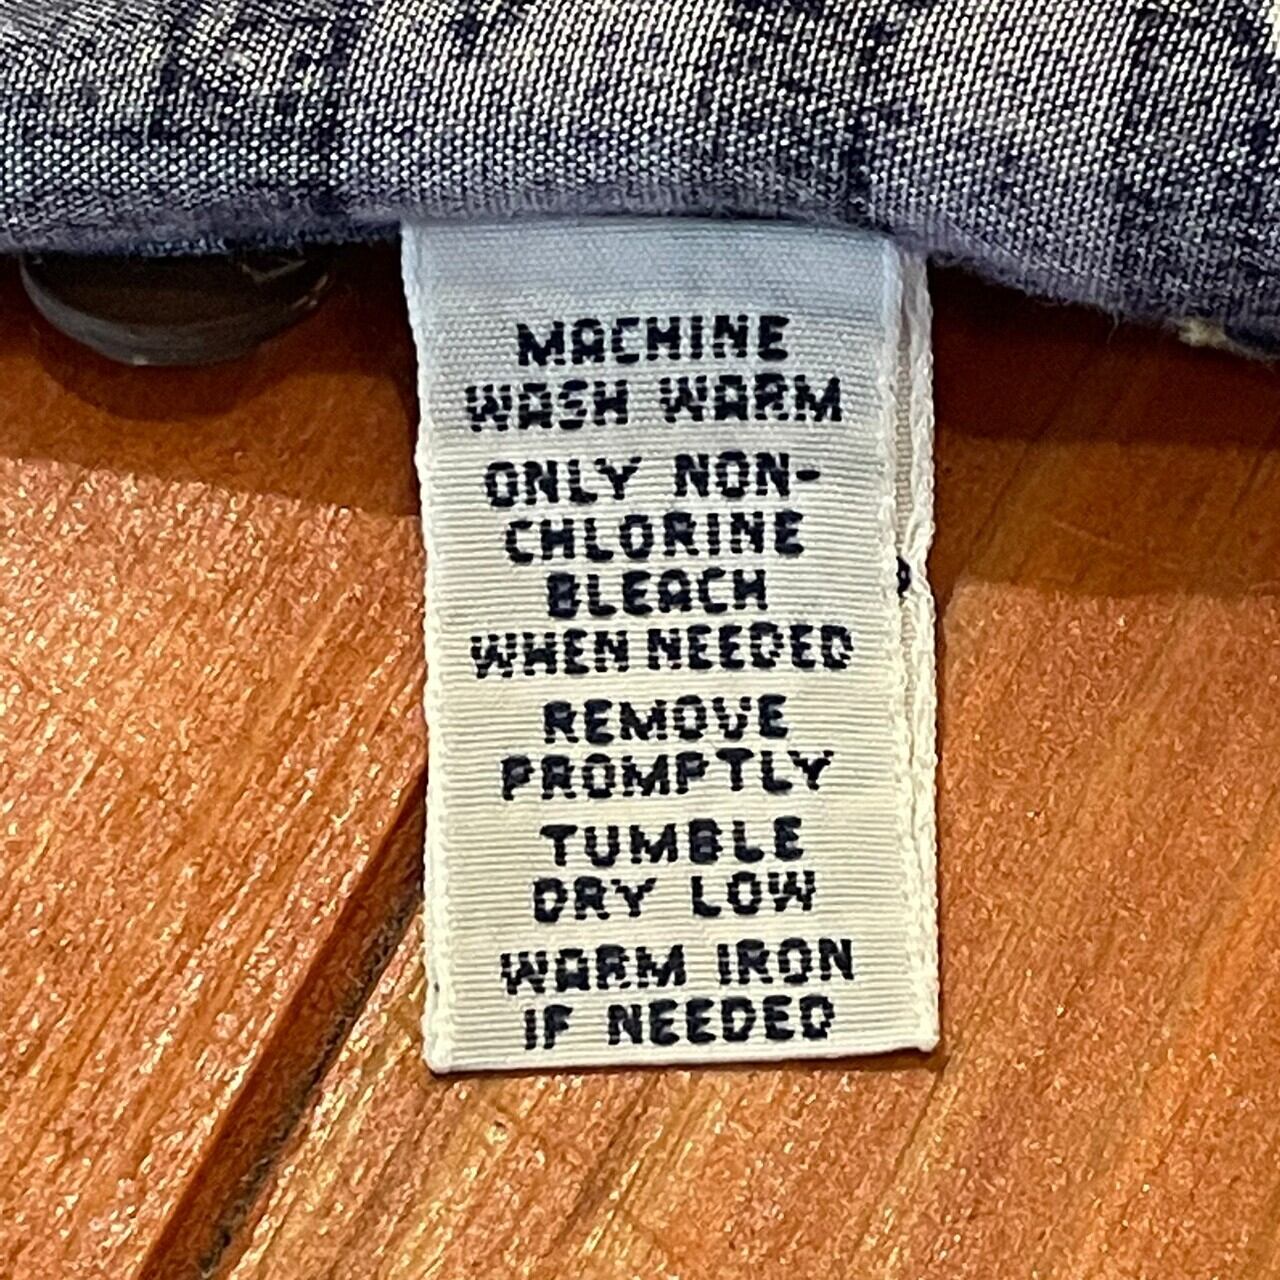 MACHINE
WASH WARM
ONLY NON-
CHLORINE
BLEACH
WHEN NEEDED
REMOVE
PROMPTLY
TUMBLE
DRY LOW
WARM IRON
IF NEEDED